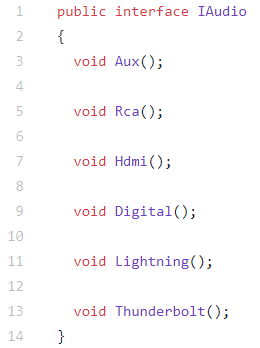 1 public interface IAudio
2 {
3 void Aux();
4
5 void Rca();
6
7 void Hdmi();
8
9 void Digital();
10
11 void Lightning();
12
13 void Thunderbolt();
14 }